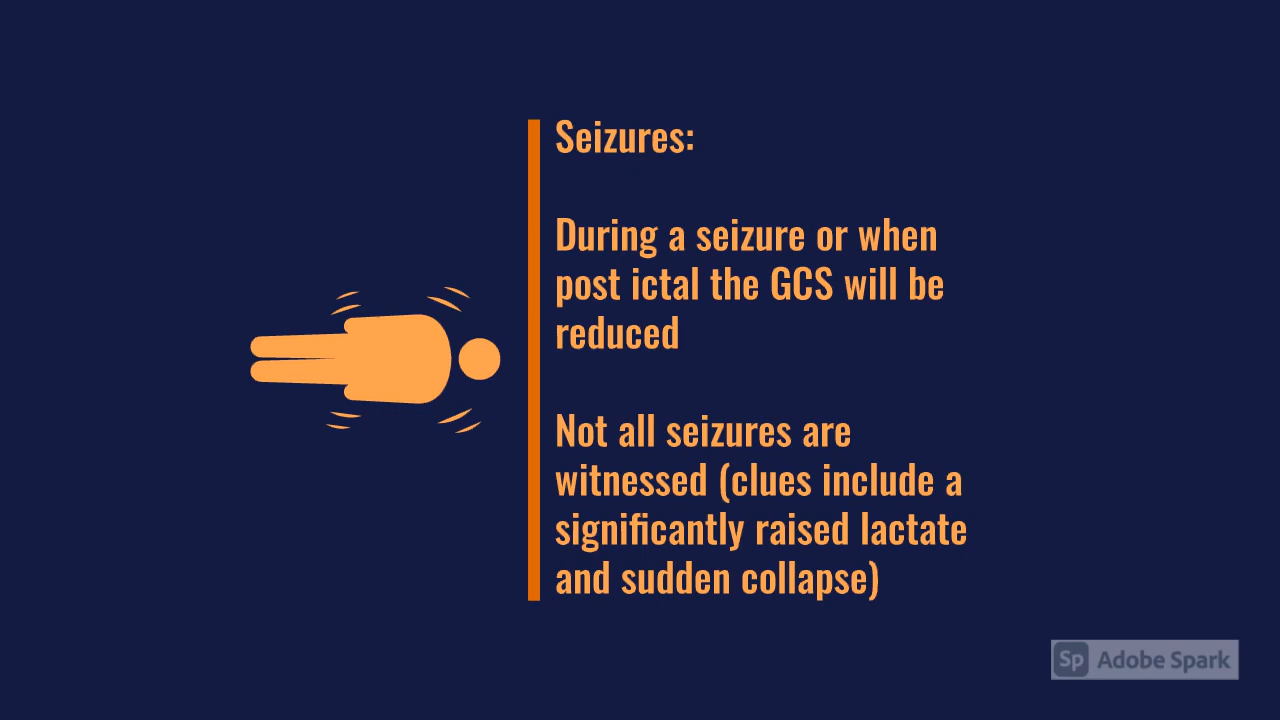 Seizures:
During a seizure or when
post ictal the GCS will be
reduced
Not all seizures are
witnessed (clues include a
significantly raised lactate
and sudden collapse)
Sp Adobe Spark